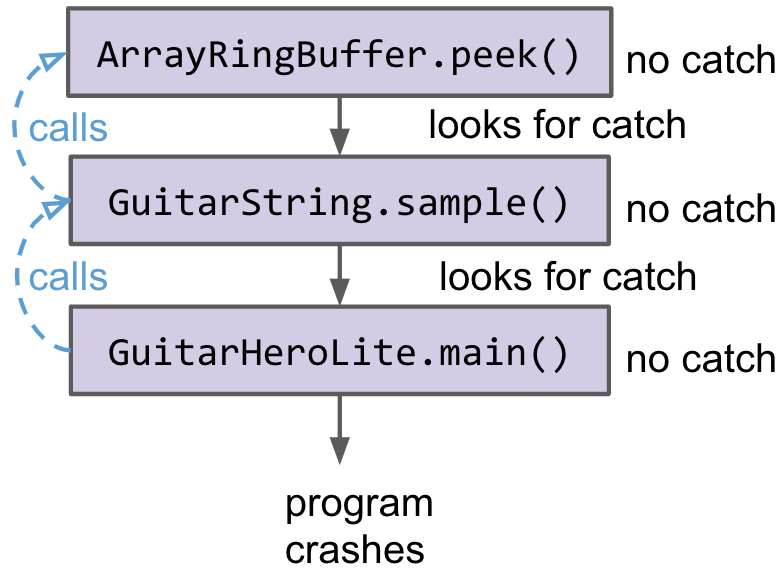 ArrayRingBuffer.peek()
no catch
calls
looks for catch
GuitarString.sample()
no catch
calls
looks for catch
GuitarHeroLite.main()
no catch
program
crashes